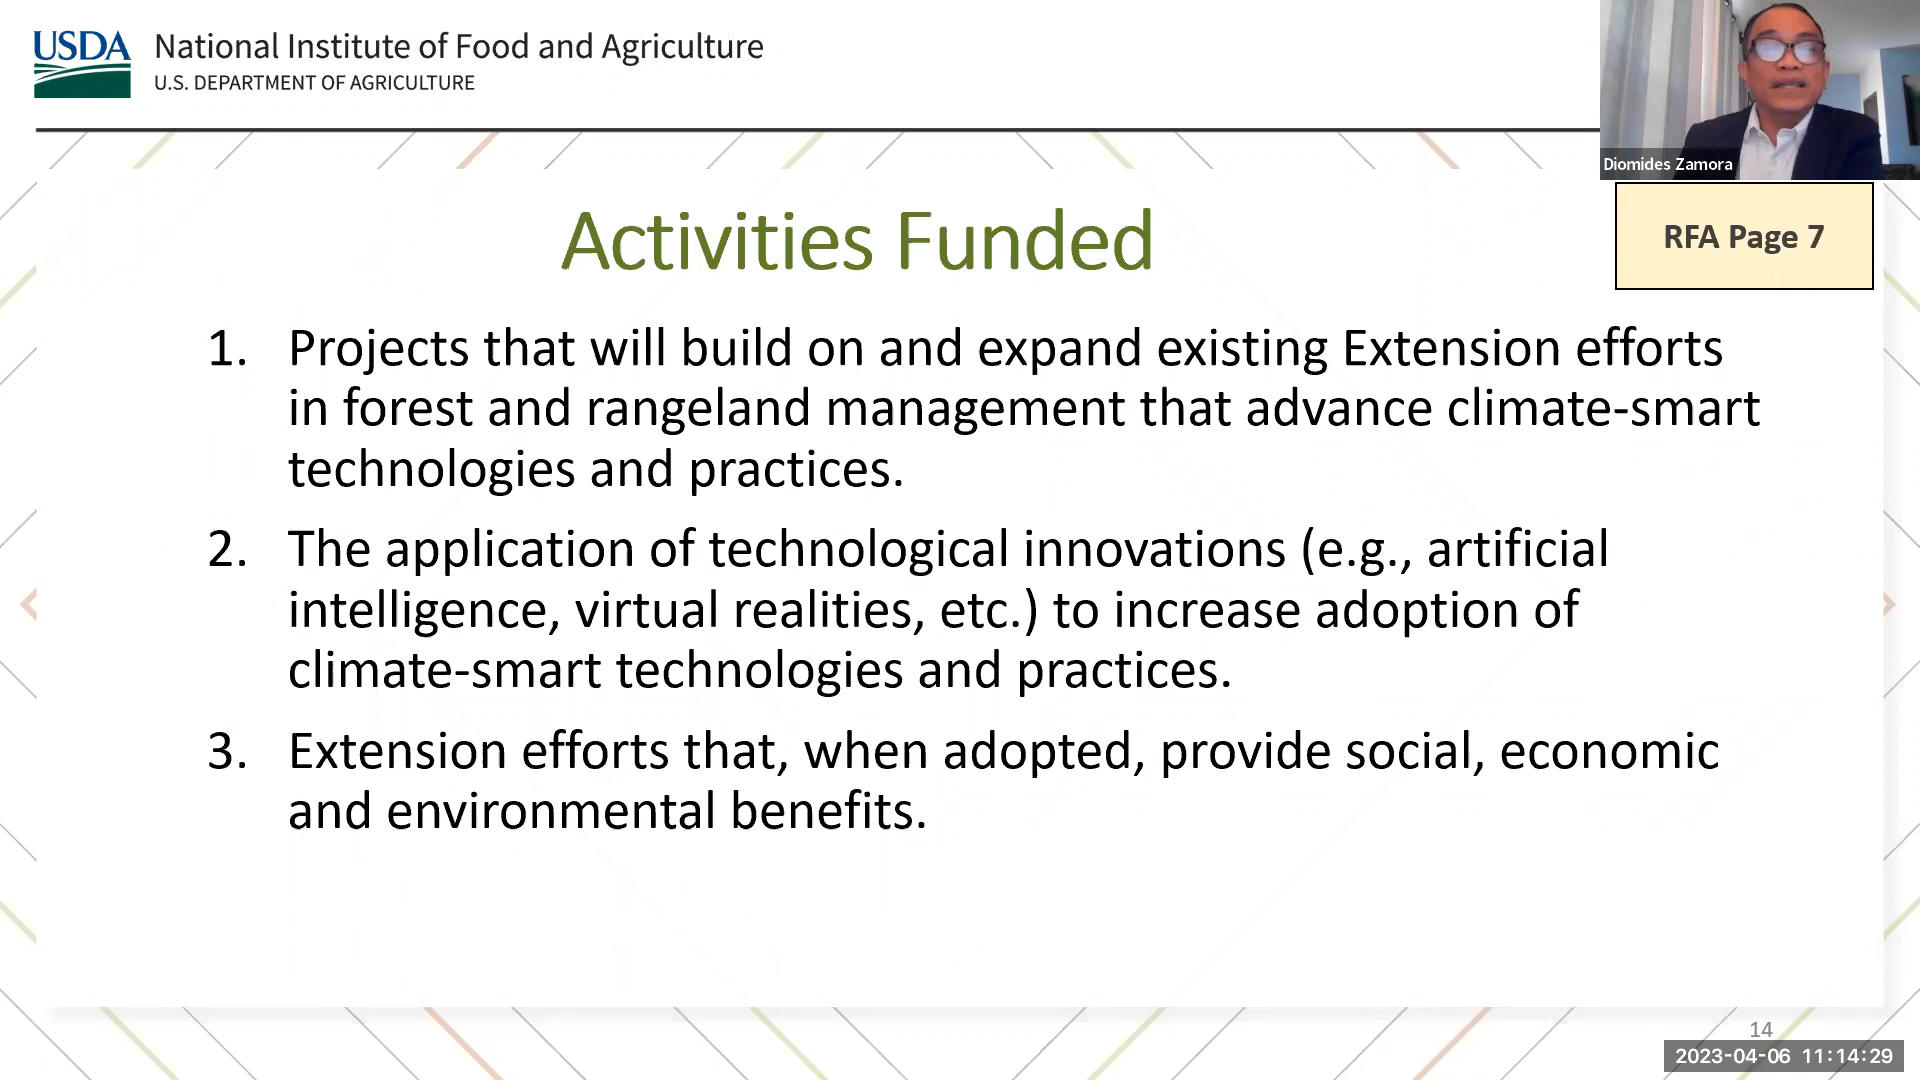 USDA
National Institute of Food and Agriculture
U.S. DEPARTMENT OF AGRICULTURE
Diomides Zamora
RFA Page 7
Activities Funded
1. Projects that will build on and expand existing Extension efforts
in forest and rangeland management that advance climate-smart
technologies and practices.
2. The application of technological innovations (e.g., artificial
intelligence, virtual realities, etc.) to increase adoption of
climate-smart technologies and practices.
3. Extension efforts that, when adopted, provide social, economic
and environmental benefits.
14
2023-04-06 11:14:29